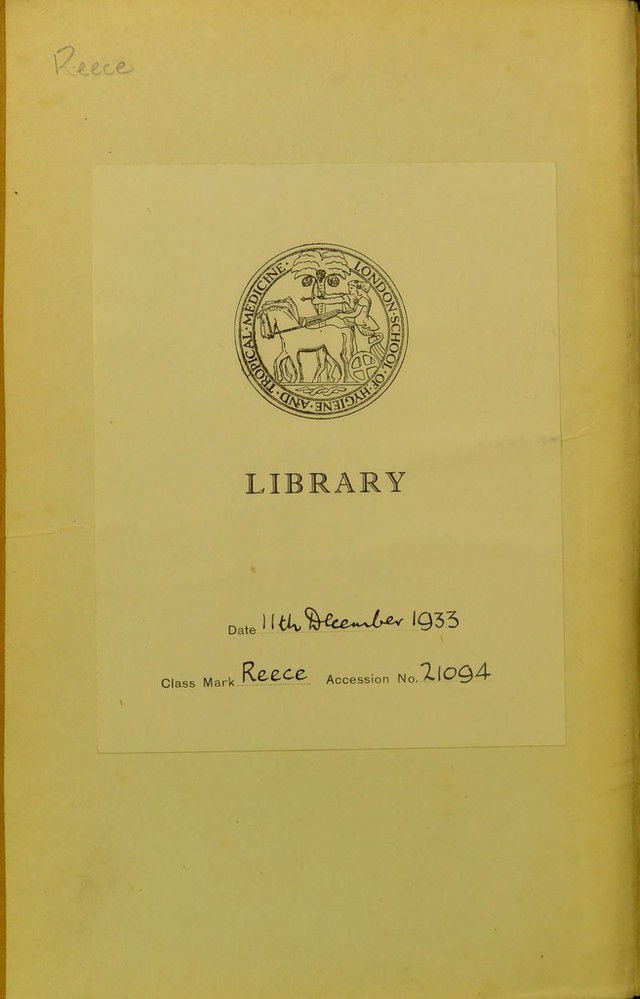 Reece
LONDON·SCHOOL·OF·HYGIENE·AND·TROPICAL·MEDICINE·
LIBRARY
Date 11th December 1933
Class Mark Reece Accession No. 21094